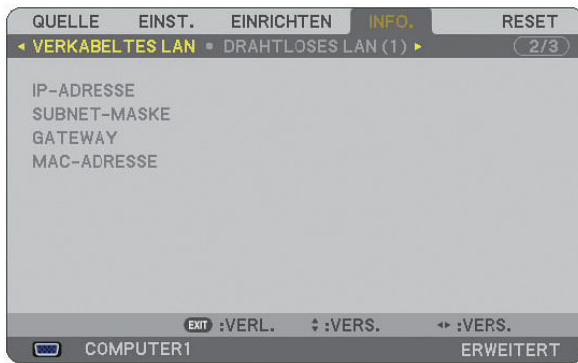 QUELLE EINST. EINRICHTEN INFO. RESET
VERKABELTES LAN DRAHTLOSES LAN (1) 2/3
IP-ADRESSE
SUBNET-MASKE
GATEWAY
MAC-ADRESSE
EXIT :VERL. :VERS. :VERS.
COMPUTER1 ERWEITERT